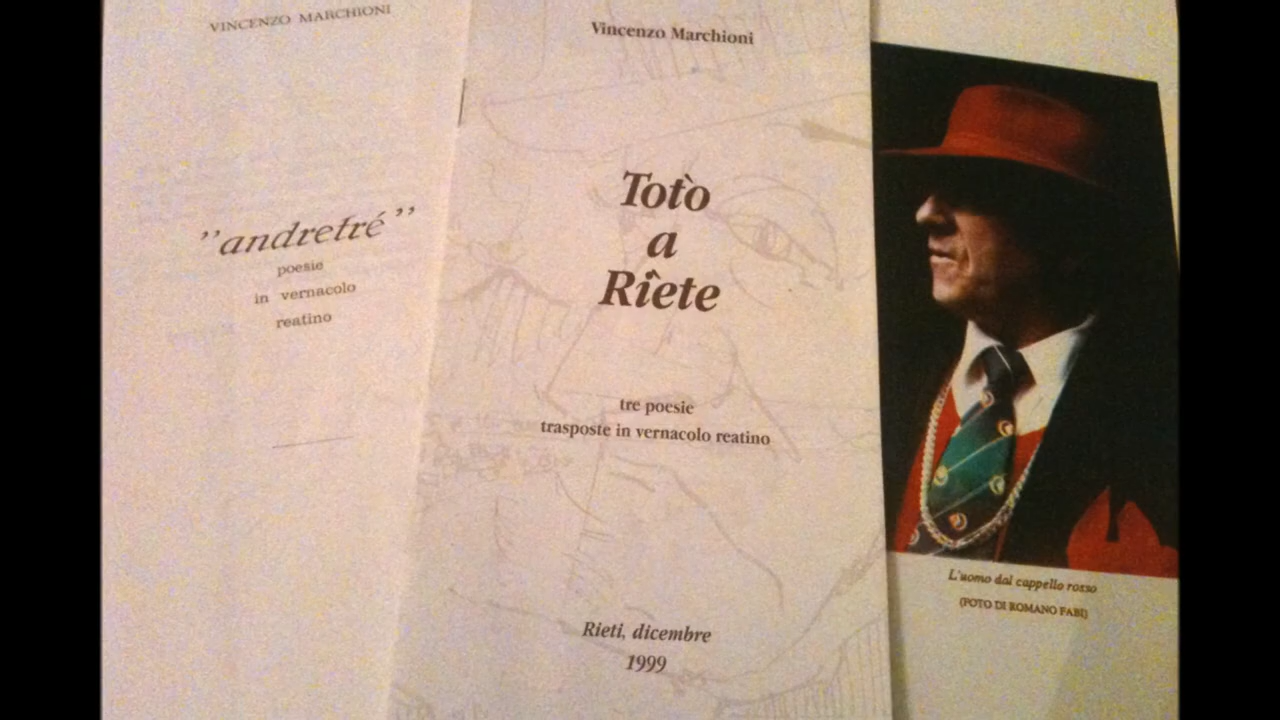 VINCENZO MARCHIONI
"andretré"
poesie
in vernacolo
reatino
Vincenzo Marchioni
Totò
a
Rîete
tre poesie
trasposte in vernacolo reatino
Rieti, dicembre
1999
L'uomo dal cappello rosso
(FOTO DI ROMANO FABI)